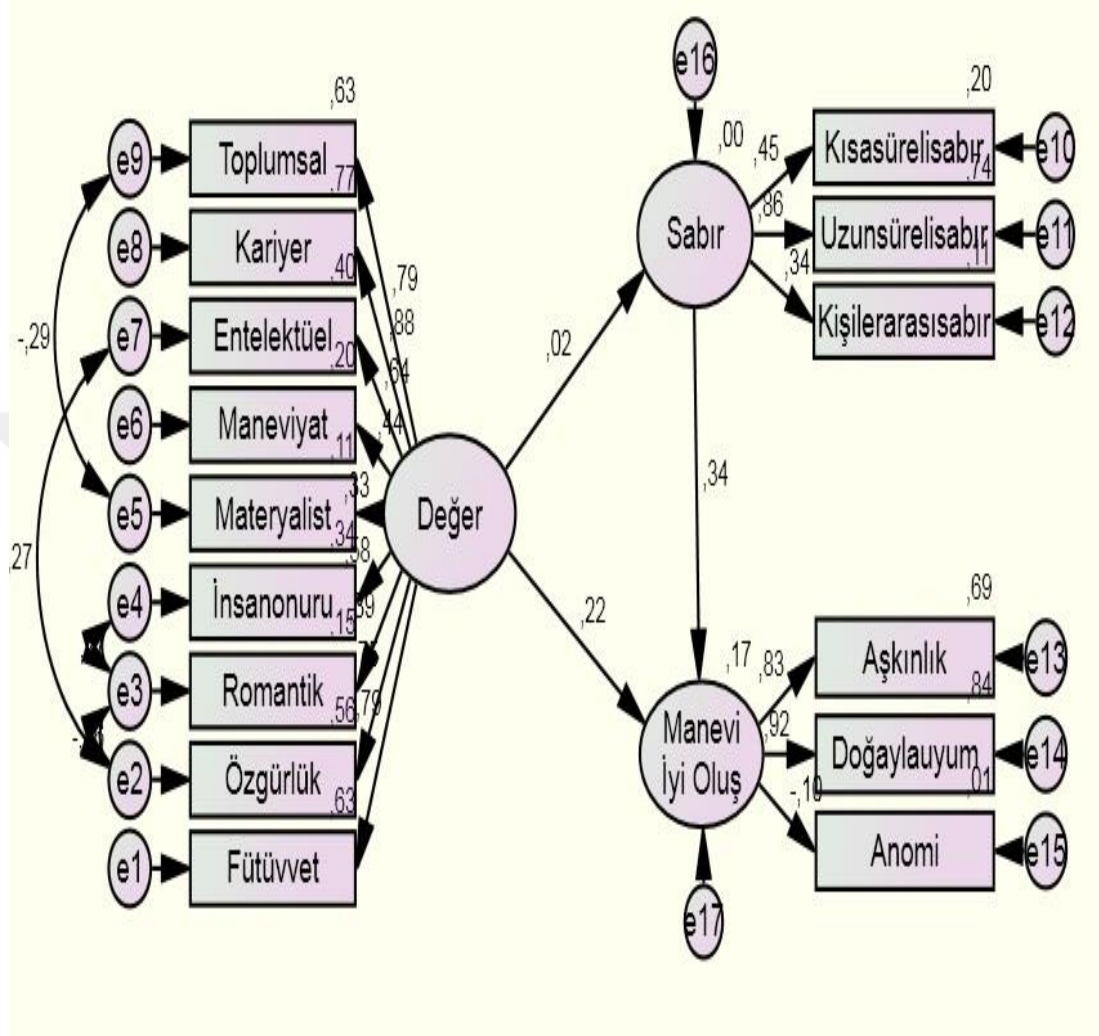 ,63
e9
Toplumsal
,77
e8
Kariyer
,40
e7
Entelektüel
,20
e6
Maneviyat
,11
e5
Materyalist
,34
e4
İnsanonuru
,15
e3
Romantik
,56
e2
Özgürlük
,63
e1
Fütüvvet
-,29
,27
,79
,88
,64
,44
,33
,58
,39
,79
Değer
,02
,22
,34
e16
,00
Sabır
,45
,86
,34
,20
Kısasürelisabır
e10
,74
Uzunsürelisabır
e11
,11
Kişilerarasısabır
e12
,17
Manevi
İyi Oluş
e17
,83
,92
-,10
,69
Aşkınlık
e13
,84
Doğaylauyum
e14
,01
Anomi
e15